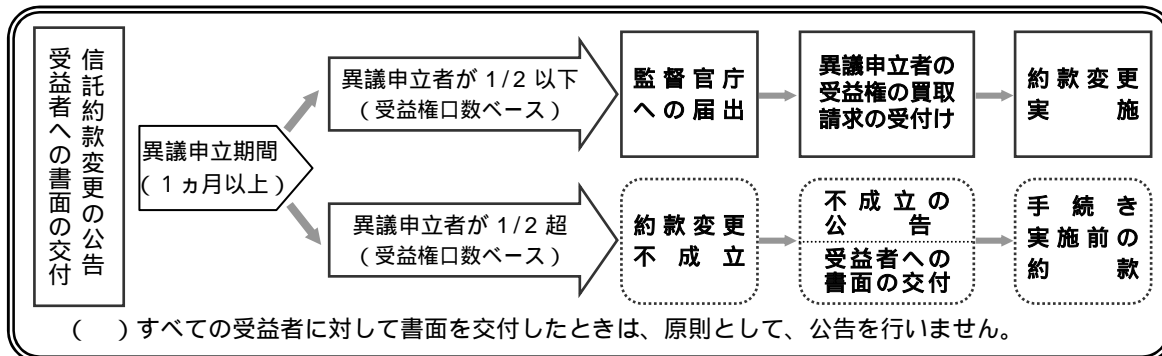 信託約款変更の公告
受益者への書面の交付
異議申立期間
(1ヵ月以上)
異議申立者が 1/2 以下
(受益権口数ベース)
監督官庁
への届出
異議申立者の
受益権の買取
請求の受付け
約款変更
実施
異議申立者が 1/2 超
(受益権口数ベース)
約款変更
不成立
不成立の
公告
受益者への
書面の交付
手続き
実施前の
約款
( )すべての受益者に対して書面を交付したときは、原則として、公告を行いません。